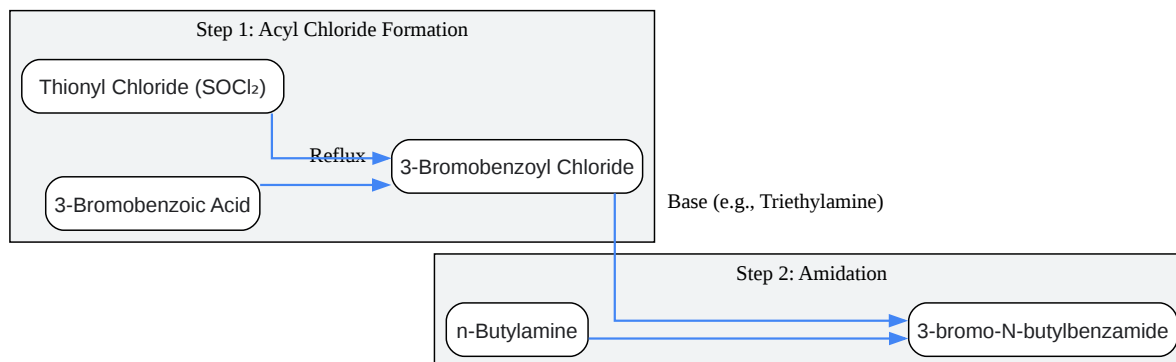 Step 1: Acyl Chloride Formation
Thionyl Chloride (SOCl₂)
Reflux
3-Bromobenzoyl Chloride
3-Bromobenzoic Acid
Base (e.g., Triethylamine)
Step 2: Amidation
n-Butylamine
3-bromo-N-butylbenzamide